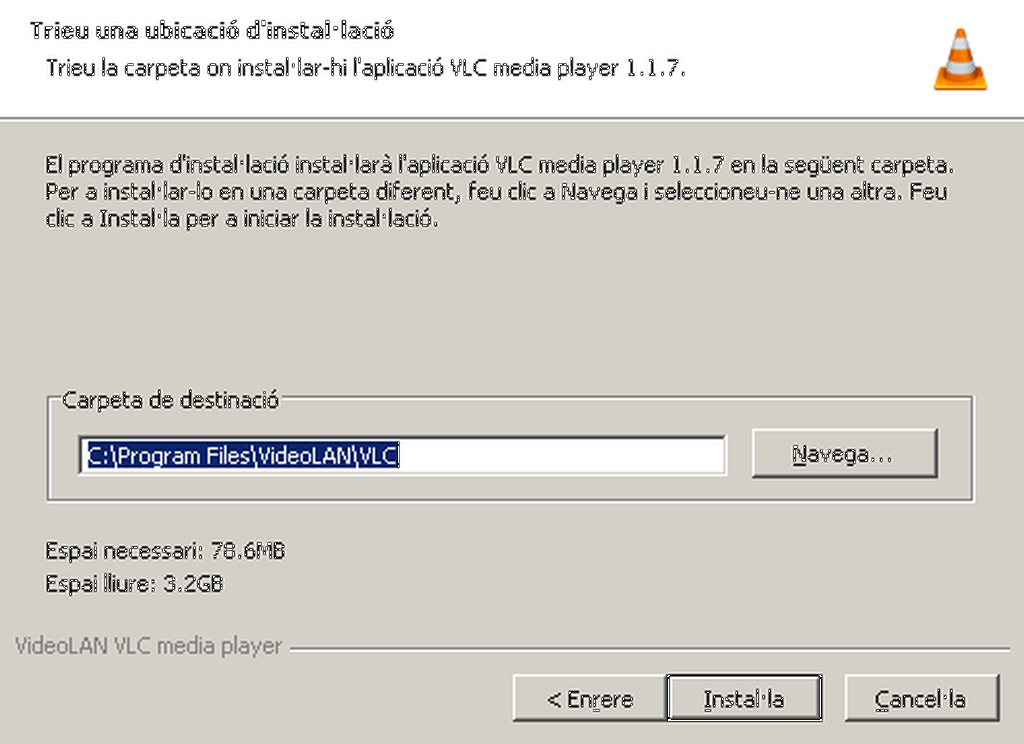 Trieu una ubicació d'instal·lació
Trieu la carpeta on instal·lar-hi l'aplicació VLC media player 1.1.7.
El programa d'instal·lació instal·larà l'aplicació VLC media player 1.1.7 en la següent carpeta.
Per a instal·lar-lo en una carpeta diferent, feu clic a Navega i seleccioneu-ne una altra. Feu
clic a Instal·la per a iniciar la instal·lació.
Carpeta de destinació
C:\Program Files\VideoLAN\VLC
Navega...
Espai necessari: 78.6MB
Espai lliure: 3.2GB
VideoLAN VLC media player
< Enrere
Instal·la
Cancel·la